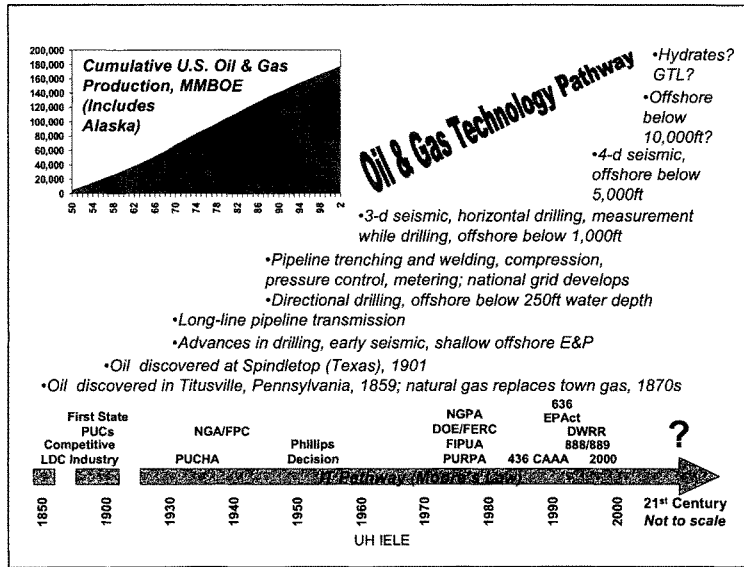 200,000
180,000
160,000
140,000
120,000
100,000
80,000
60,000
40,000
20,000
0
Cumulative U.S. Oil & Gas
Production, MMBOE
(Includes
Alaska)
50 54 58 62 66 70 74 78 82 86 90 94 98 2
Oil & Gas Technology Pathway
•Hydrates?
GTL?
•Offshore
below
10,000ft?
•4-d seismic,
offshore below
5,000ft
•3-d seismic, horizontal drilling, measurement
while drilling, offshore below 1,000ft
•Pipeline trenching and welding, compression,
pressure control, metering; national grid develops
•Directional drilling, offshore below 250ft water depth
•Long-line pipeline transmission
•Advances in drilling, early seismic, shallow offshore E&P
•Oil discovered at Spindletop (Texas), 1901
•Oil discovered in Titusville, Pennsylvania, 1859; natural gas replaces town gas, 1870s
First State
PUCs
Competitive
LDC Industry
NGA/FPC
PUCHA
Phillips
Decision
NGPA
DOE/FERC
FIPUA
PURPA
636
EPAct
DWRR
888/889
436 CAAA 2000
?
IT Pathway (Moore's Law)
1850 1900 1930 1940 1950 1960 1970 1980 1990 2000
21st Century
Not to scale
UH IELE